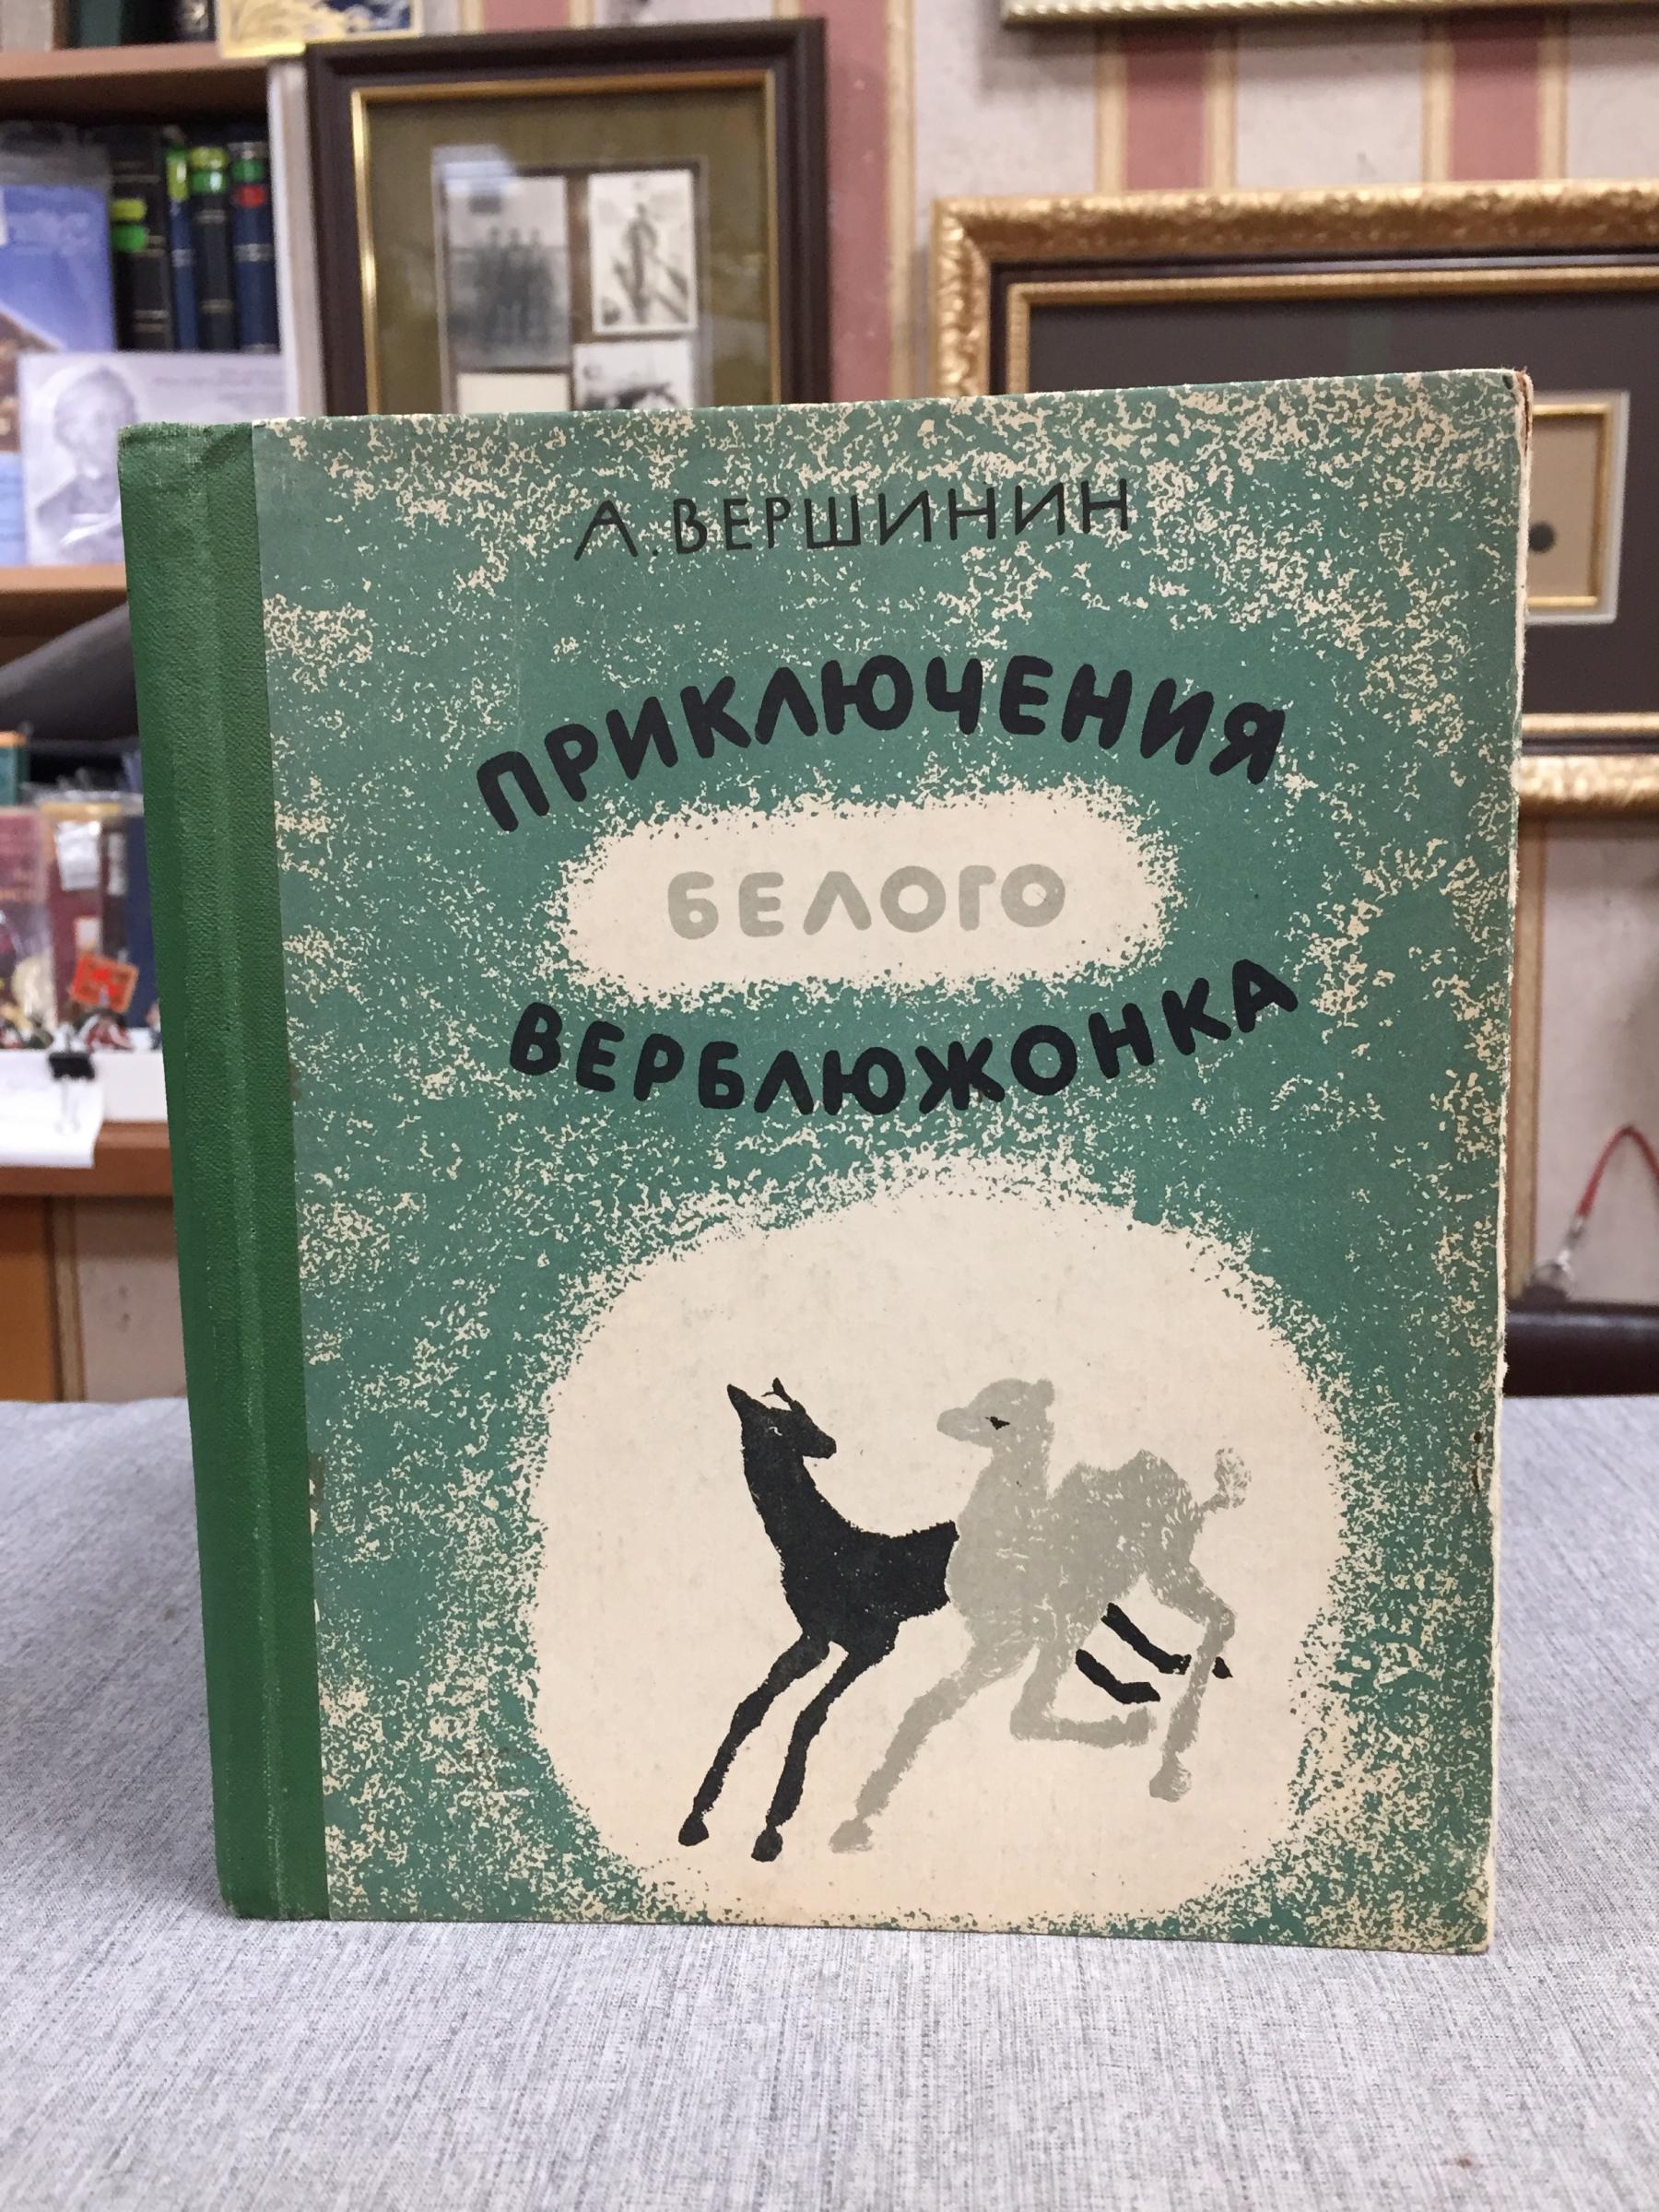 А. ВЕРШИНИН
ПРИКЛЮЧЕНИЯ
БЕЛОГО
ВЕРБЛЮЖОНКА